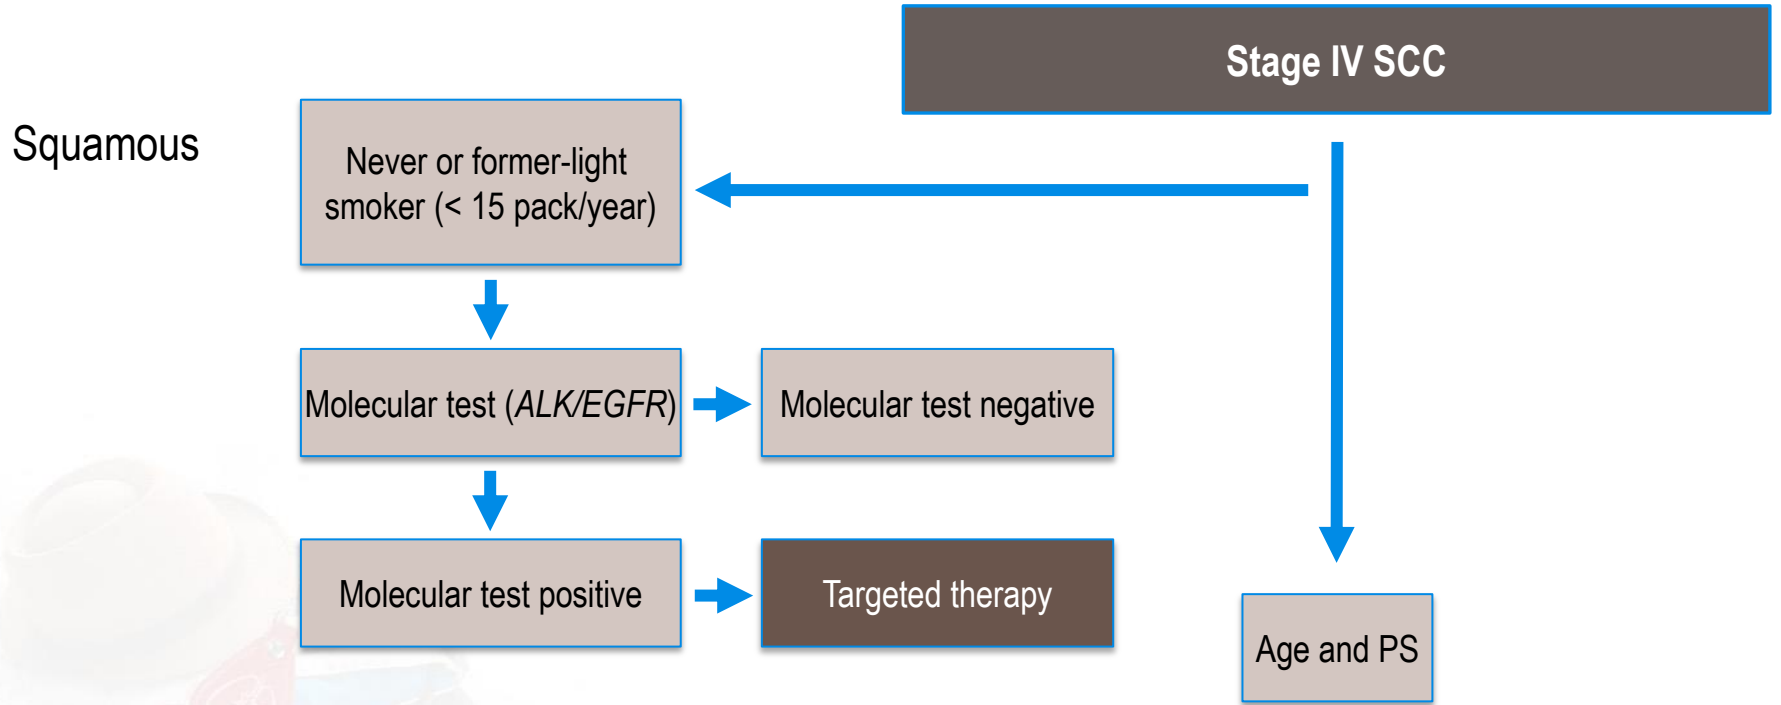 Stage IV SCC
Squamous
Never or former-light
smoker (< 15 pack/year)
Molecular test (ALK/EGFR)
Molecular test negative
Molecular test positive
Targeted therapy
Age and PS